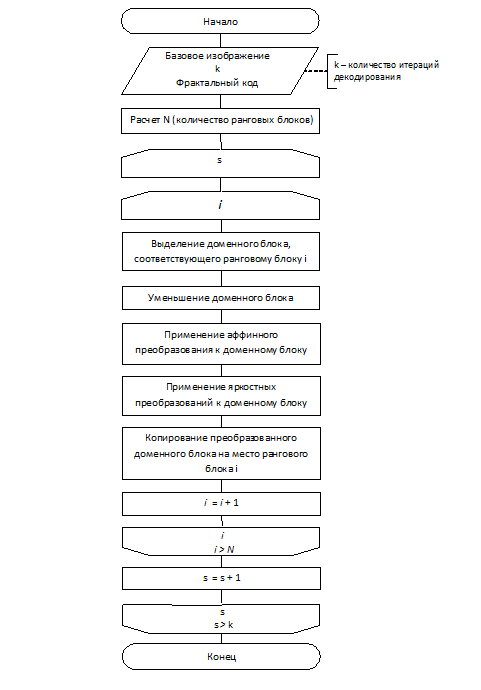 Начало
Базовое изображение
k
Фрактальный код
k – количество итераций
декодирования
Расчет N (количество ранговых блоков)
s
i
Выделение доменного блока,
соответствующего ранговому блоку i
Уменьшение доменного блока
Применение аффинного
преобразования к доменному блоку
Применение яркостных
преобразований к доменному блоку
Копирование преобразованного
доменного блока на место рангового
блока i
i = i + 1
i
i > N
s = s + 1
s
s > k
Конец